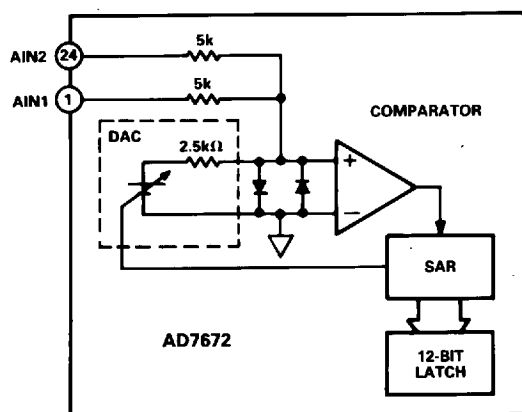 AIN2 24 5k
AIN1 1 5k
COMPARATOR
DAC
2.5kΩ
+
−
SAR
AD7672
12-BIT
LATCH